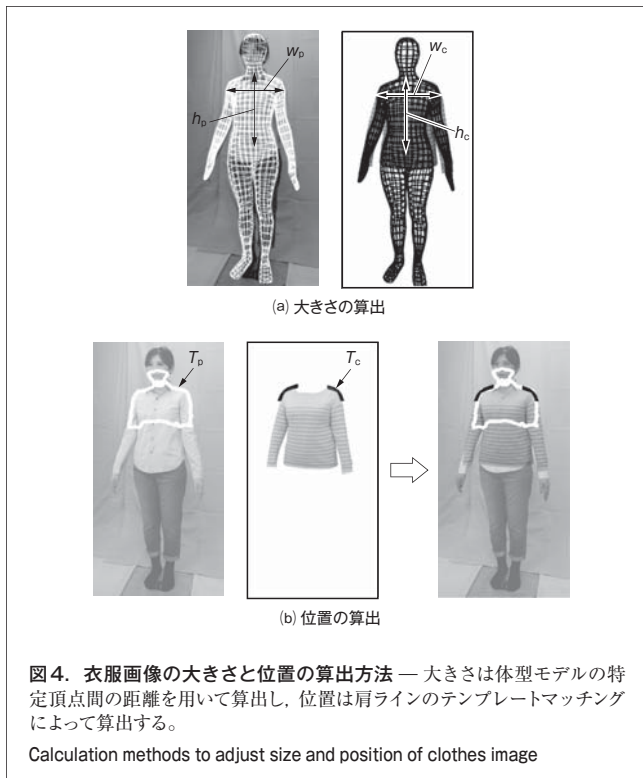 wp
hp
wc
hc
(a) 大きさの算出
Tp
Tc
(b) 位置の算出
図4．衣服画像の大きさと位置の算出方法 — 大きさは体型モデルの特
定頂点間の距離を用いて算出し，位置は肩ラインのテンプレートマッチング
によって算出する。
Calculation methods to adjust size and position of clothes image